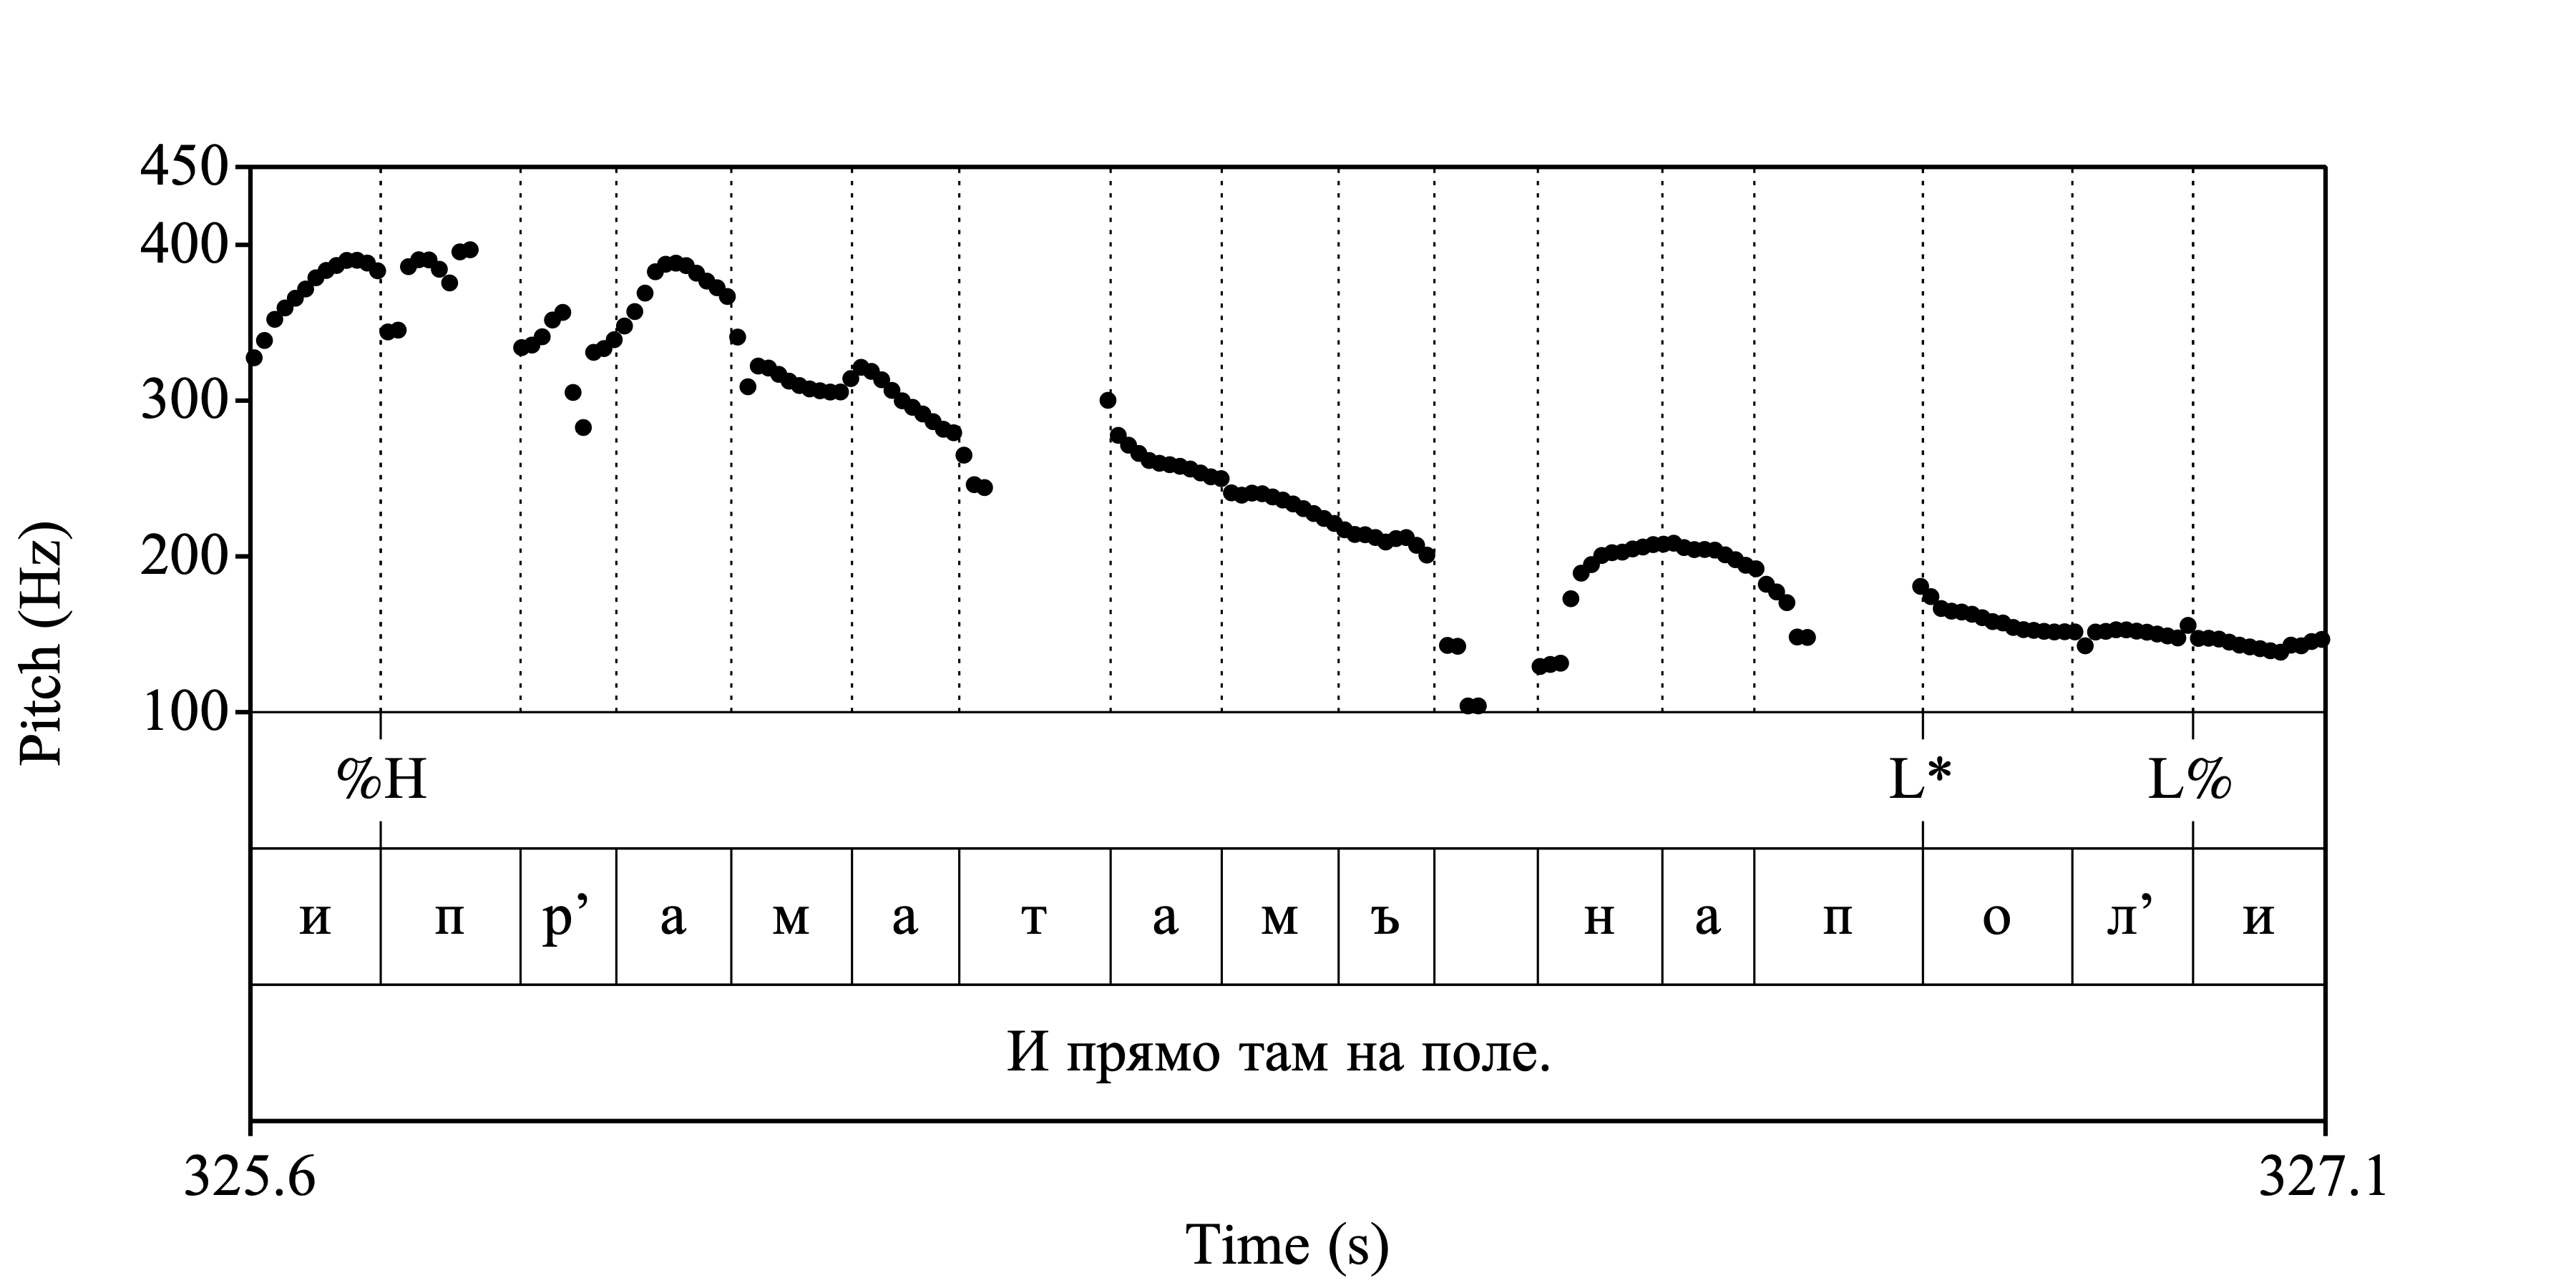 450
400
300
200
100
Pitch (Hz)
%H L* L%
и п р’ а м а т а м ъ н а п о л’ и
И прямо там на поле.
325.6 327.1
Time (s)